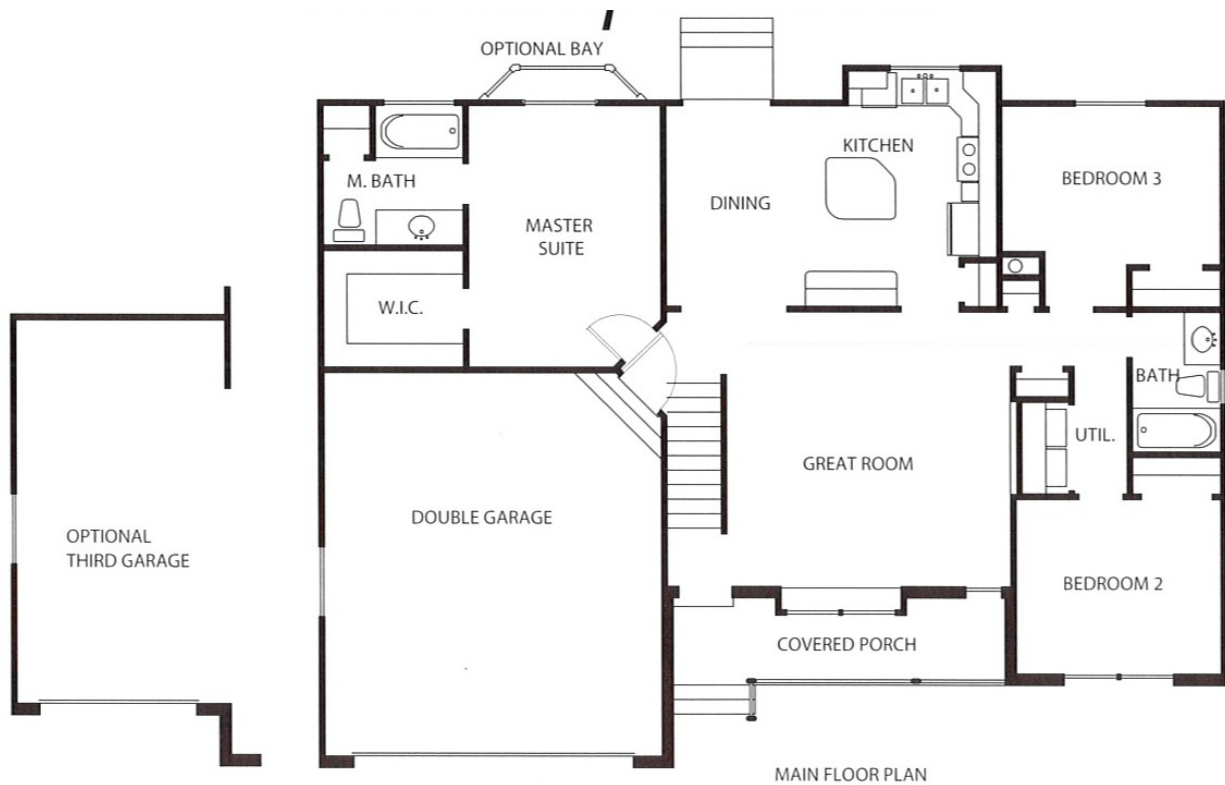 OPTIONAL BAY
KITCHEN
M. BATH
BEDROOM 3
DINING
MASTER
SUITE
W.I.C.
BATH
UTIL.
GREAT ROOM
DOUBLE GARAGE
OPTIONAL
THIRD GARAGE
BEDROOM 2
COVERED PORCH
MAIN FLOOR PLAN